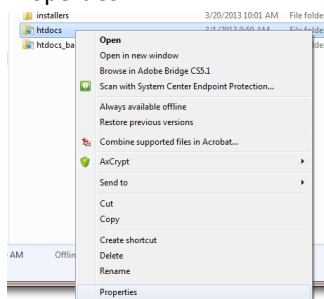 installers 3/20/2013 10:01 AM File folde
htdocs
htdocs_ba
Open
Open in new window
Browse in Adobe Bridge CS5.1
Scan with System Center Endpoint Protection...
Always available offline
Restore previous versions
Combine supported files in Acrobat...
AxCrypt
Send to
Cut
Copy
Create shortcut
AM Offlin
Delete
Rename
Properties